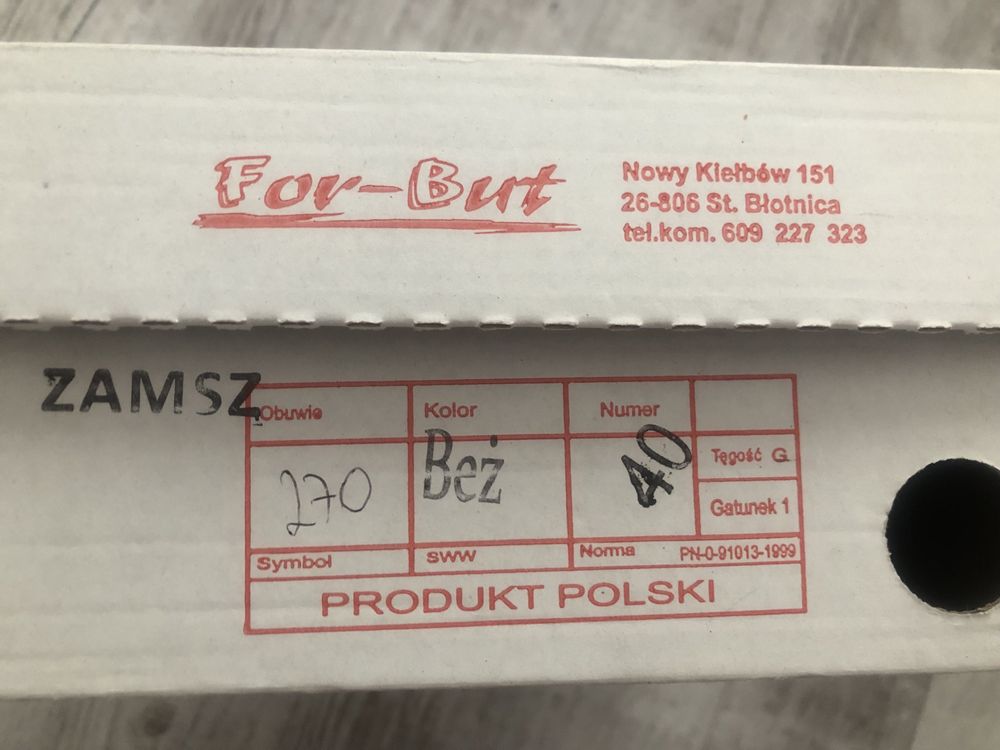 For-But
Nowy Kiełbów 151
26-806 St. Błotnica
tel.kom. 609 227 323
ZAMSZ
Obuwie Kolor Numer
270 Beż 40 Tęgość G
Gatunek 1
Symbol SWW Norma PN-0-91013-1999
PRODUKT POLSKI